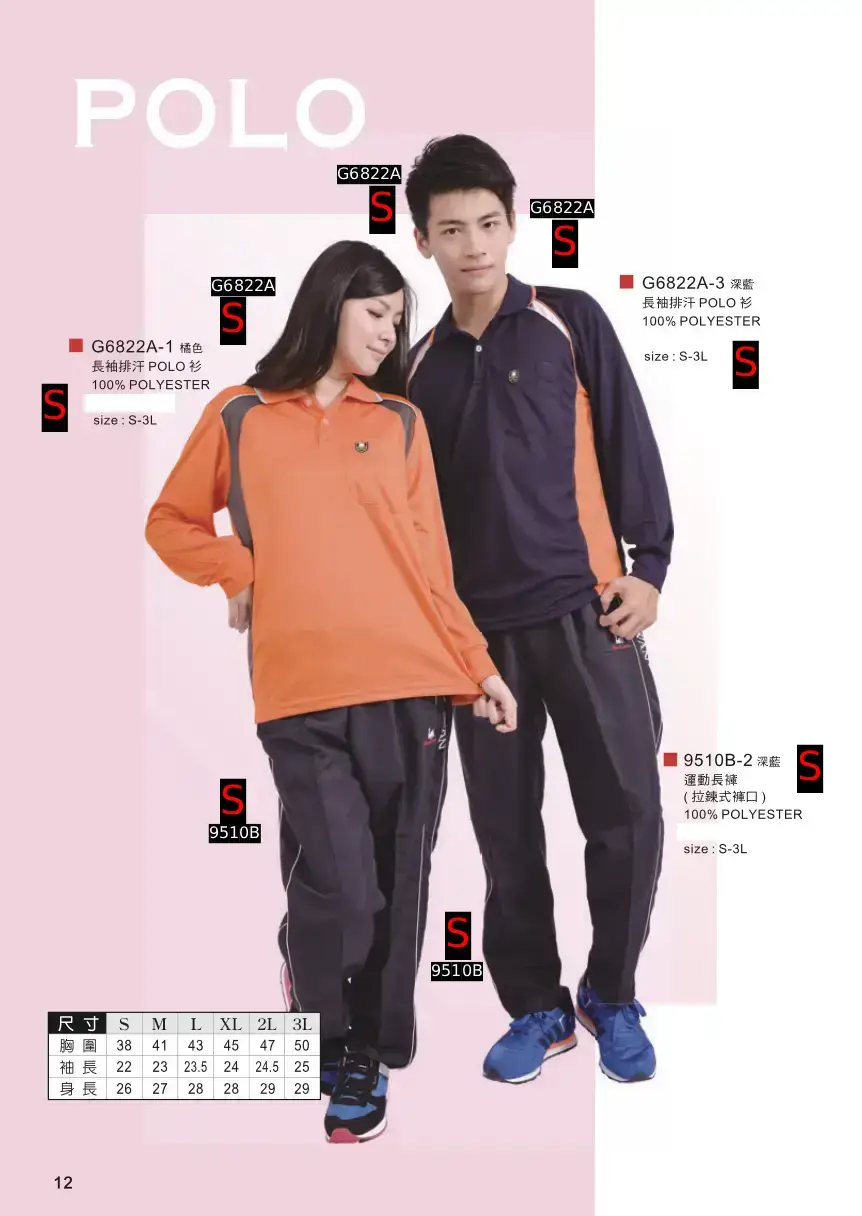 POLO
G6822A
S
G6822A
S
G6822A
S
G6822A-3 深藍
長袖排汗 POLO 衫
100% POLYESTER
size : S-3L
S
G6822A-1 橘色
長袖排汗 POLO 衫
100% POLYESTER
size : S-3L
S
9510B-2 深藍
運動長褲
( 拉鍊式褲口 )
100% POLYESTER
size : S-3L
S
S
9510B
S
9510B
尺寸 S M L XL 2L 3L
胸圍 38 41 43 45 47 50
袖長 22 23 23.5 24 24.5 25
身長 26 27 28 28 29 29
12